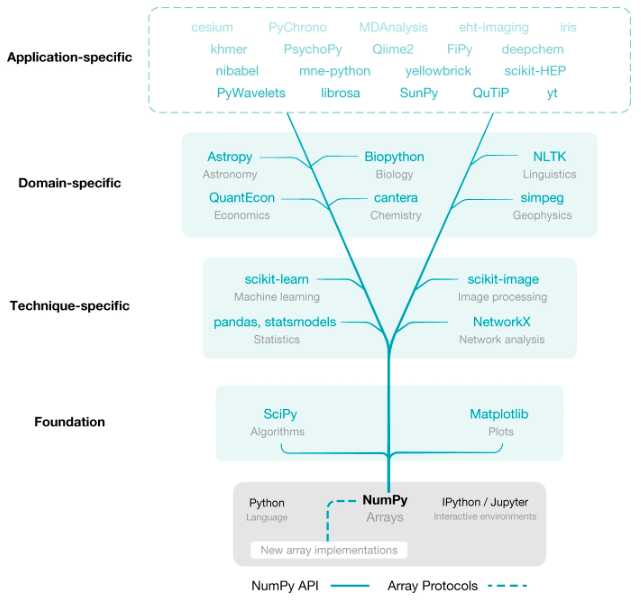 cesium PyChrono MDAnalysis eht-imaging iris
Application-specific
khmer PsychoPy Qiime2 FiPy deepchem
nibabel mne-python yellowbrick scikit-HEP
PyWavelets librosa SunPy QuTiP yt
Domain-specific
Astropy Biopython NLTK
Astronomy Biology Linguistics
QuantEcon cantera simpeg
Economics Chemistry Geophysics
Technique-specific
scikit-learn scikit-image
Machine learning Image processing
pandas, statsmodels NetworkX
Statistics Network analysis
Foundation
SciPy Matplotlib
Algorithms Plots
Python NumPy IPython / Jupyter
Language Arrays Interactive environments
New array implementations
NumPy API Array Protocols